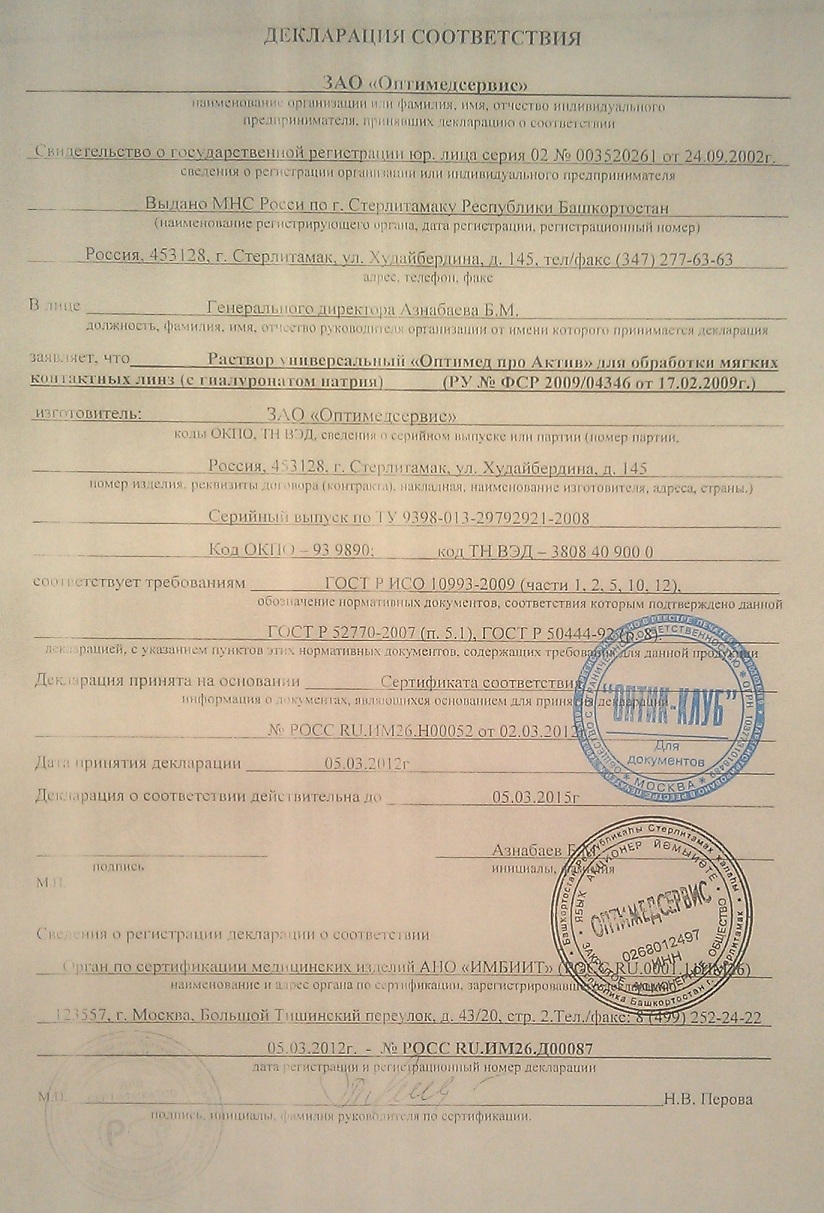 ДЕКЛАРАЦИЯ СООТВЕТСТВИЯ
ЗАО «Оптимедсервис»
наименование организации или фамилия, имя, отчество индивидуального
предпринимателя, принявших декларацию о соответствии
Свидетельство о государственной регистрации юр. лица серия 02 № 003520261 от 24.09.2002г.
сведения о регистрации организации или индивидуального предпринимателя
Выдано МНС Росси по г. Стерлитамаку Республики Башкортостан
(наименование регистрирующего органа, дата регистрации, регистрационный номер)
Россия, 453128, г. Стерлитамак, ул. Худайбердина, д. 145, тел/факс (347) 277-63-63
адрес, телефон, факс
В лице Генерального директора Азнабаева Б.М.
должность, фамилия, имя, отчество руководителя организации от имени которого принимается декларация
заявляет, что Раствор универсальный «Оптимед про Актив» для обработки мягких
контактных линз (с гиалуронатом натрия) (РУ № ФСР 2009/04346 от 17.02.2009г.)
изготовитель: ЗАО «Оптимедсервис»
коды ОКПО, ТН ВЭД, сведения о серийном выпуске или партии (номер партии,
Россия, 453128, г. Стерлитамак, ул. Худайбердина, д. 145
номер изделия, реквизиты договора (контракта), накладная, наименование изготовителя, адреса, страны.)
Серийный выпуск по ТУ 9398-013-29792921-2008
Код ОКПО – 93 9890; код ТН ВЭД – 3808 40 900 0
соответствует требованиям ГОСТ Р ИСО 10993-2009 (части 1, 2, 5, 10, 12),
обозначение нормативных документов, соответствия которым подтверждено данной
ГОСТ Р 52770-2007 (п. 5.1), ГОСТ Р 50444-92 (р.8).
декларацией, с указанием пунктов этих нормативных документов, содержащих требования для данной продукции
Декларация принята на основании Сертификата соответствия
информация о документах, являющихся основанием для принятия декларации
№ РОСС RU.ИМ26.Н00052 от 02.03.2012
"ОПТИК-КЛУБ"
Для
документов
* МОСКВА *
Дата принятия декларации 05.03.2012г
Декларация о соответствии действительна до 05.03.2015г
Азнабаев
подпись инициалы, фамилия
М.П.
ОПТИМЕДСЕРВИС
0268012497
ИНН
Сведения о регистрации декларации о соответствии
Орган по сертификации медицинских изделий АНО «ИМБИИТ»
наименование и адрес органа по сертификации, зарегистрировавшего декларацию
123557, г. Москва, Большой Тишинский переулок, д. 43/20, стр. 2.Тел./факс: 8 (499) 252-24-22
05.03.2012г. - № РОСС RU.ИМ26.Д00087
дата регистрации и регистрационный номер декларации
М.П. Н.В. Перова
подпись, инициалы, фамилия руководителя по сертификации.